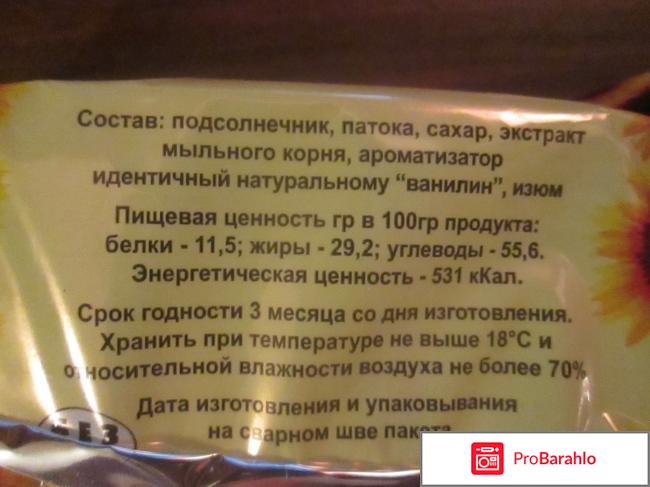 Состав: подсолнечник, патока, сахар, экстракт
мыльного корня, ароматизатор
идентичный натуральному “ванилин”, изюм
Пищевая ценность гр в 100гр продукта:
белки - 11,5; жиры - 29,2; углеводы - 55,6.
Энергетическая ценность - 531 кКал.
Срок годности 3 месяца со дня изготовления.
Хранить при температуре не выше 18°С и
относительной влажности воздуха не более 70%
Дата изготовления и упаковывания
на сварном шве пакета
БЕЗ
ProBarahlo